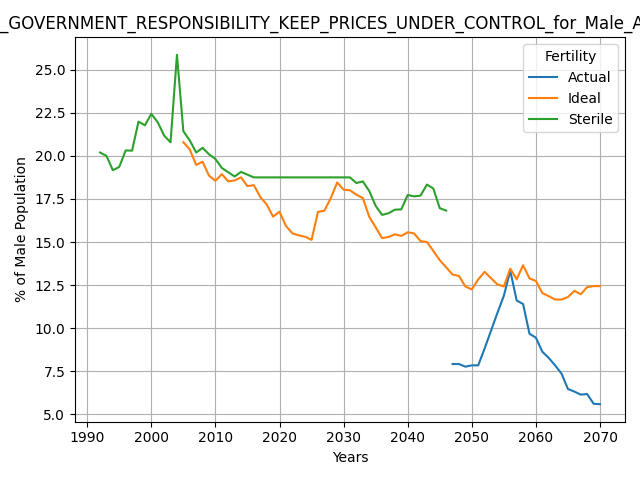 _GOVERNMENT_RESPONSIBILITY_KEEP_PRICES_UNDER_CONTROL_for_Male_A
Fertility
Actual
Ideal
Sterile
% of Male Population
25.0
22.5
20.0
17.5
15.0
12.5
10.0
7.5
5.0
1990 2000 2010 2020 2030 2040 2050 2060 2070
Years